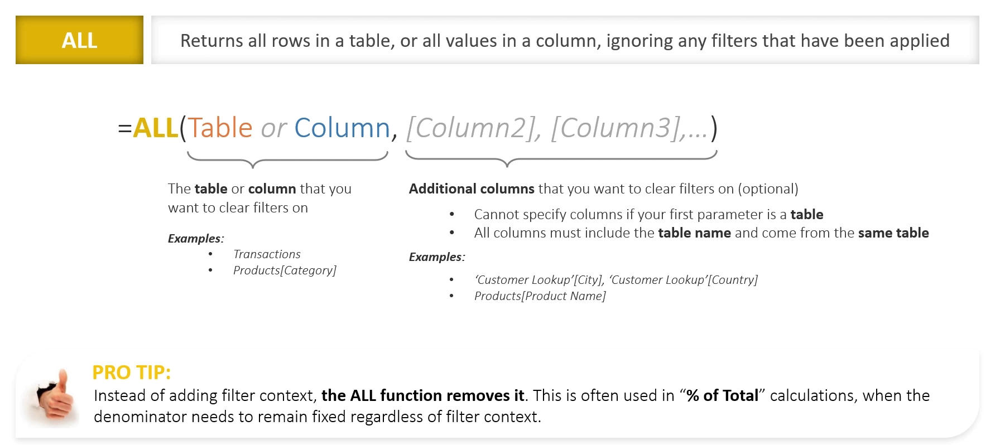 ALL
Returns all rows in a table, or all values in a column, ignoring any filters that have been applied
=ALL(Table or Column, [Column2], [Column3],...)
The table or column that you
want to clear filters on
Examples:
• Transactions
• Products[Category]
Additional columns that you want to clear filters on (optional)
• Cannot specify columns if your first parameter is a table
• All columns must include the table name and come from the same table
Examples:
• ‘Customer Lookup’[City], ‘Customer Lookup’[Country]
• Products[Product Name]
PRO TIP:
Instead of adding filter context, the ALL function removes it. This is often used in “% of Total” calculations, when the
denominator needs to remain fixed regardless of filter context.